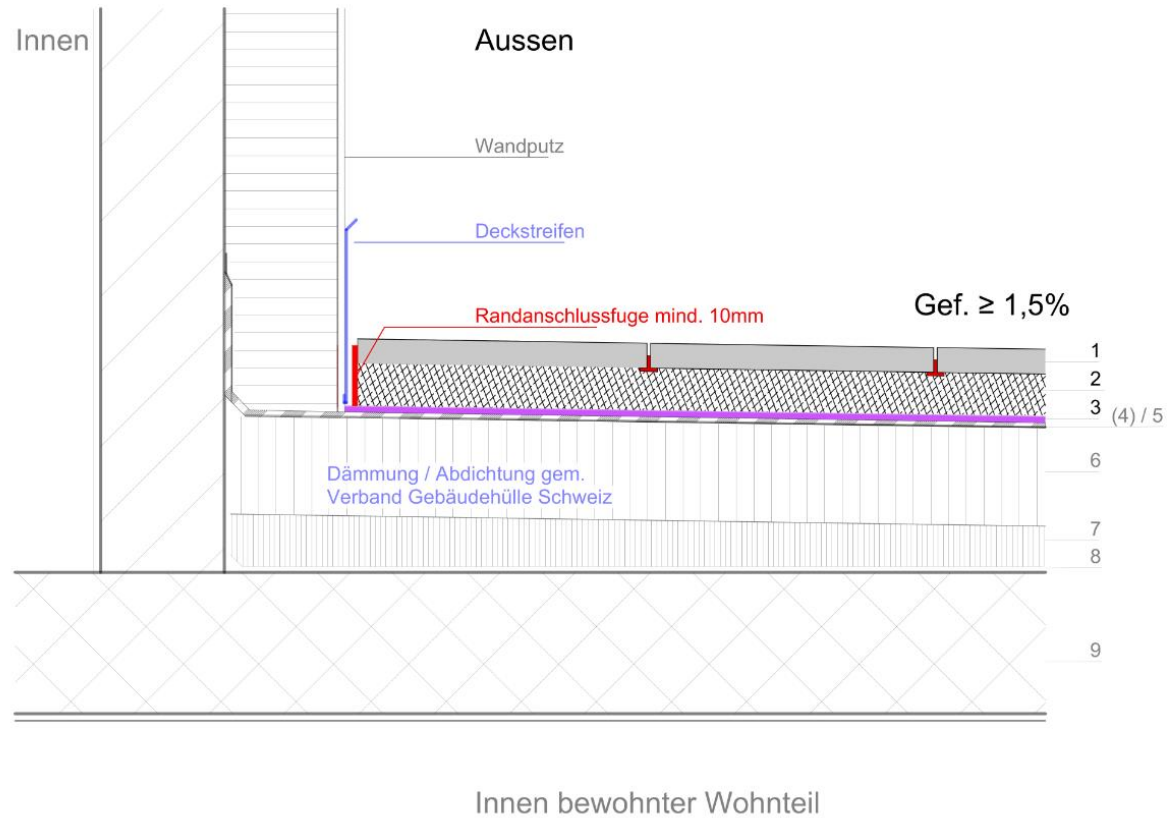 Innen
Aussen
Wandputz
Deckstreifen
Randanschlussfuge mind. 10mm
Gef. ≥ 1,5%
1
2
3
(4) / 5
6
Dämmung / Abdichtung gem.
Verband Gebäudehülle Schweiz
7
8
9
Innen bewohnter Wohnteil